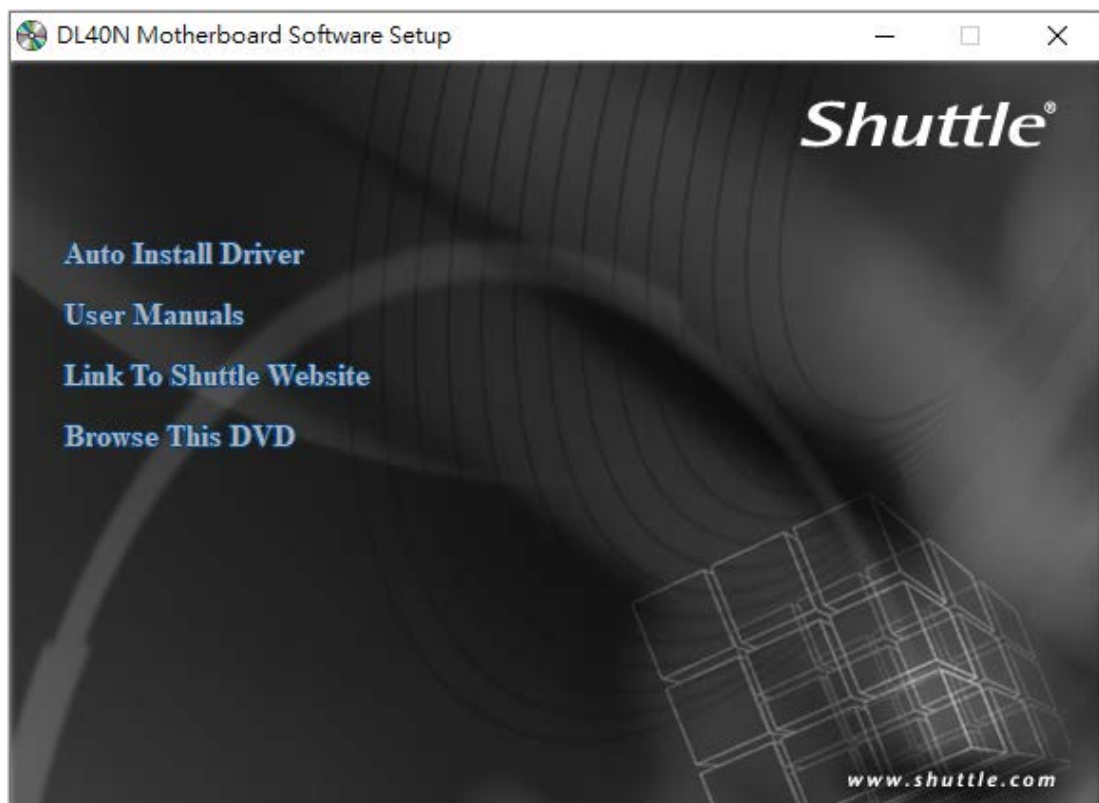 DL40N Motherboard Software Setup
Shuttle®
Auto Install Driver
User Manuals
Link To Shuttle Website
Browse This DVD
www.shuttle.com